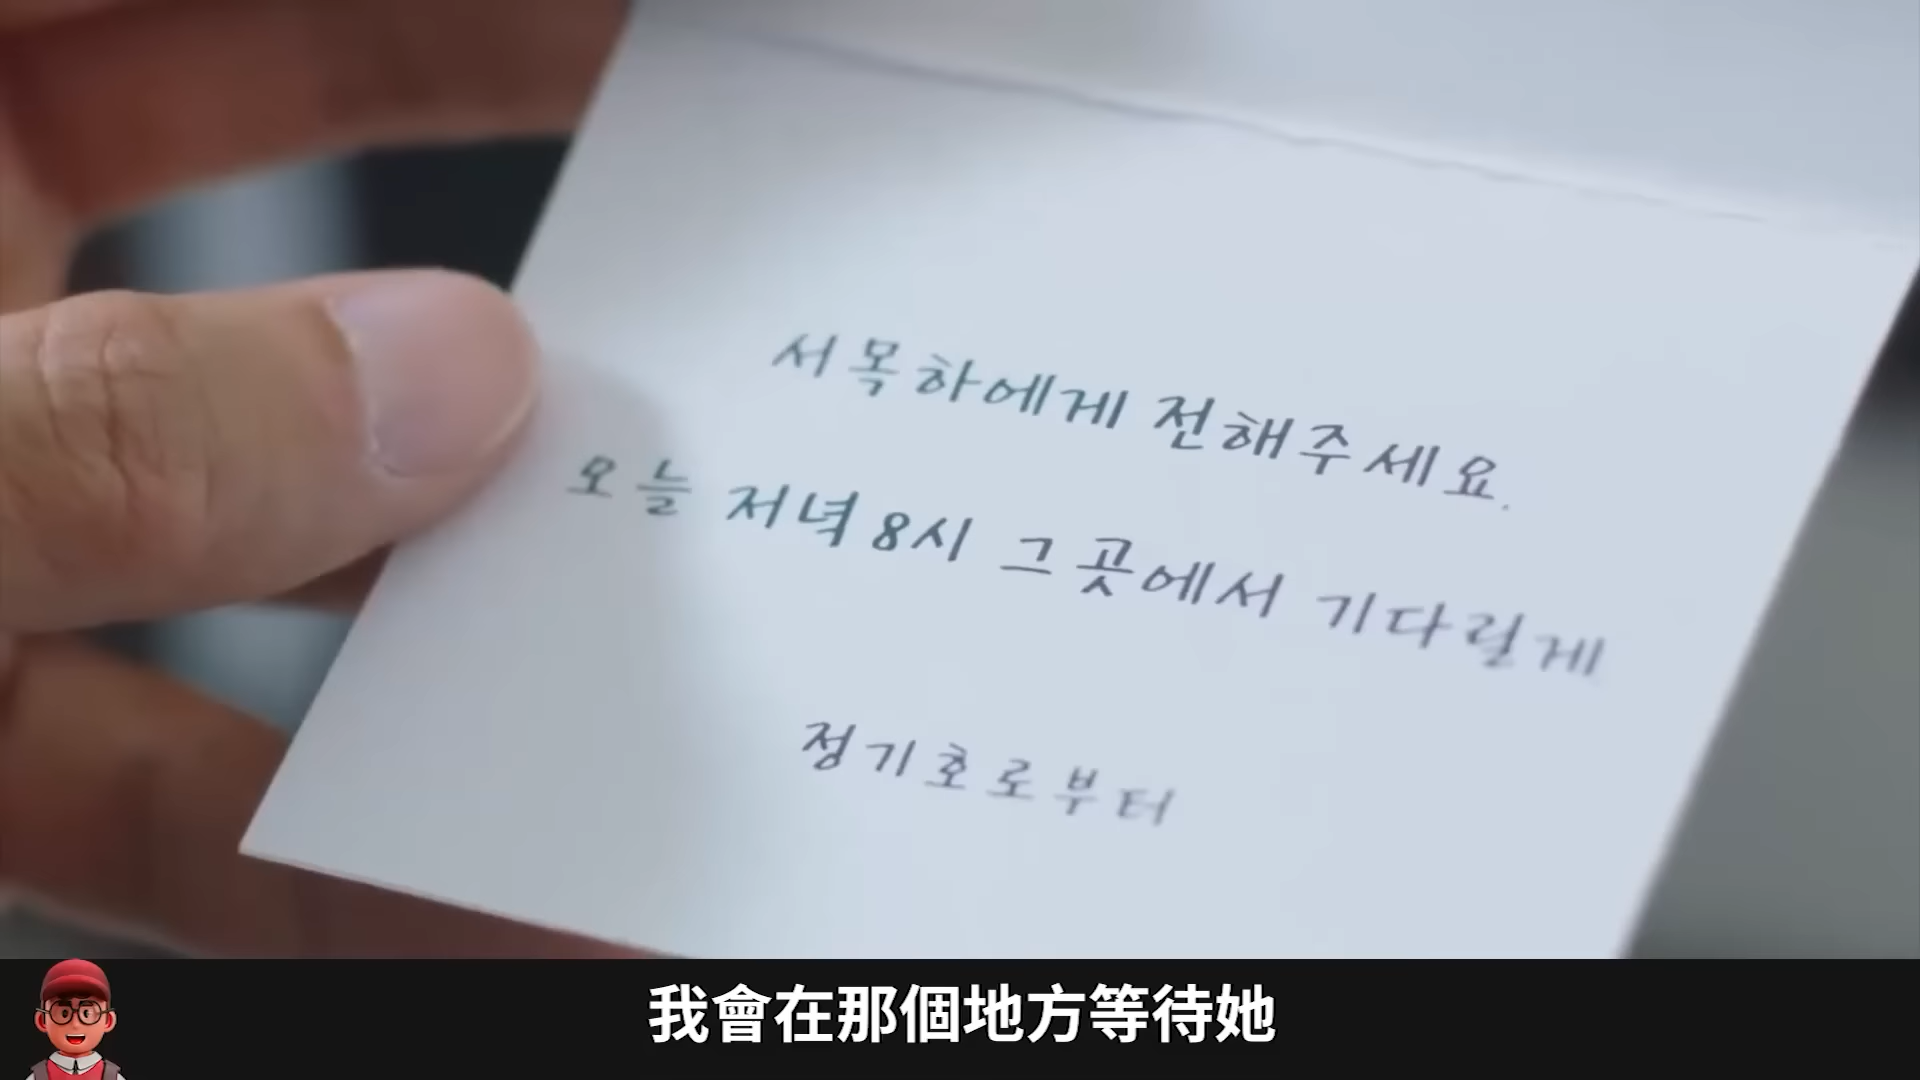 서목하에게 전해주세요.
오늘 저녁 8시 그곳에서 기다릴게
정기호로부터
我會在那個地方等待她